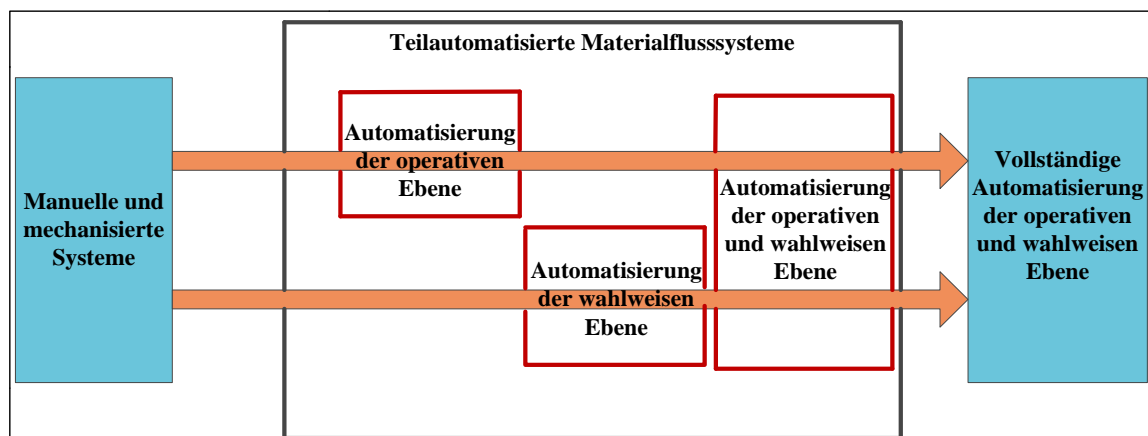 Teilautomatisierte Materialflusssysteme
Manuelle und
mechanisierte
Systeme
Automatisierung
der operativen
Ebene
Automatisierung
der wahlweisen
Ebene
Automatisierung
der operativen
und wahlweisen
Ebene
Vollständige
Automatisierung
der operativen
und wahlweisen
Ebene